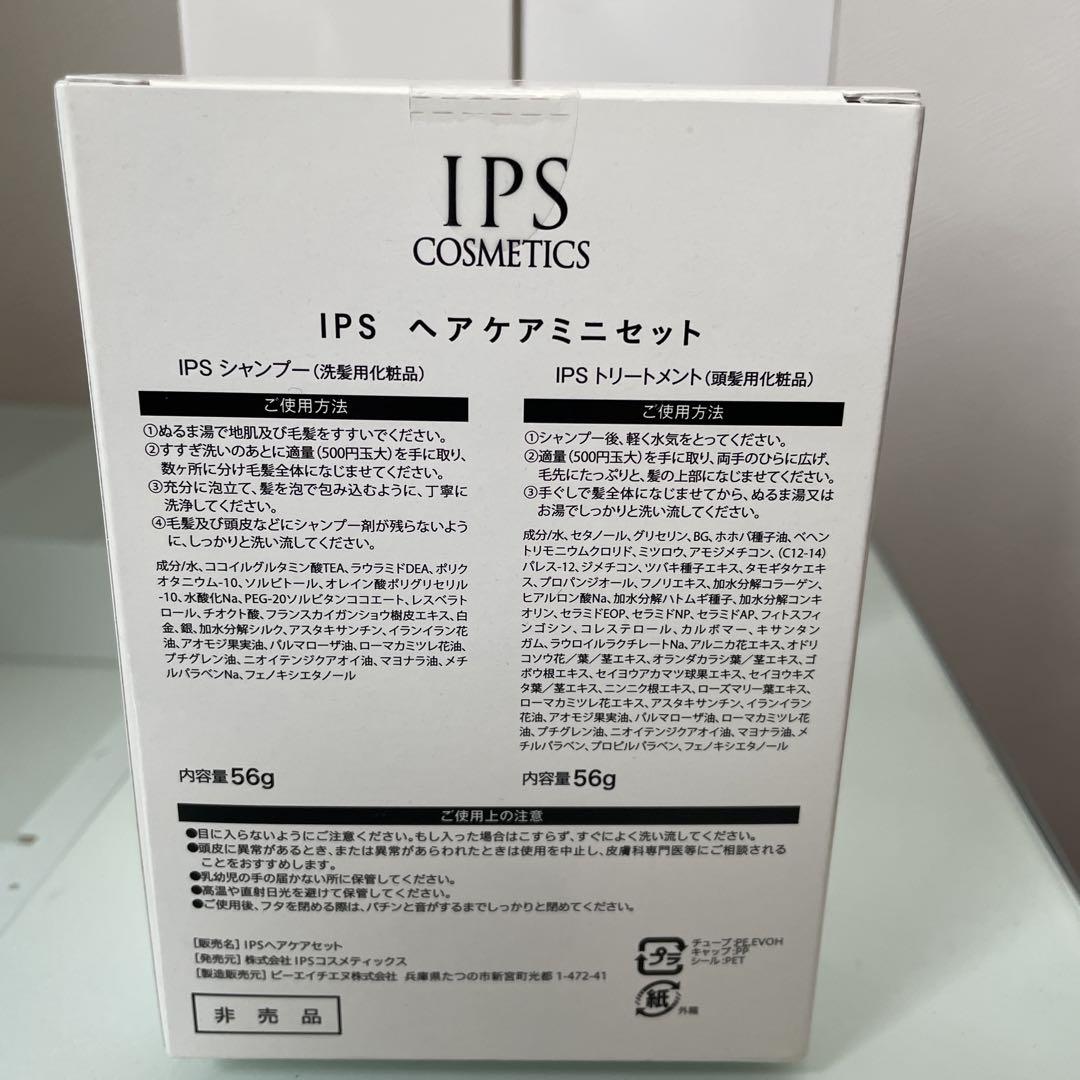 IPS
COSMETICS
IPS ヘアケアミニセット
IPS シャンプー(洗髪用化粧品)
ご使用方法
①ぬるま湯で地肌及び毛髪をすすいでください。
②すすぎ洗いのあとに適量(500円玉大)を手に取り、
数ヶ所に分け毛髪全体になじませてください。
③充分に泡立て、髪を泡で包み込むように、丁寧に
洗浄してください。
④毛髪及び頭皮などにシャンプー剤が残らないよう
に、しっかりと洗い流してください。
成分/水、ココイルグルタミン酸TEA、ラウラミドDEA、ポリク
オタニウム-10、ソルビトール、オレイン酸ポリグリセリル
-10、水酸化Na、PEG-20ソルビタンココエート、レスベラト
ロール、チオクト酸、フランスカイガンショウ樹皮エキス、白
金、銀、加水分解シルク、アスタキサンチン、イランイラン花
油、アオモジ果実油、パルマローザ油、ローマカミツレ花油、
プチグレン油、ニオイテンジクアオイ油、マヨナラ油、メチ
ルパラベンNa、フェノキシエタノール
内容量56g
IPS トリートメント(頭髪用化粧品)
ご使用方法
①シャンプー後、軽く水気をとってください。
②適量(500円玉大)を手に取り、両手のひらに広げ、
毛先にたっぷりと、髪の上部になじませてください。
③手ぐしで髪全体になじませてから、ぬるま湯又は
お湯でしっかりと洗い流してください。
成分/水、セタノール、グリセリン、BG、ホホバ種子油、ベヘン
トリモニウムクロリド、ミツロウ、アモジメチコン、(C12-14)
パレス-12、ジメチコン、ツバキ種子エキス、タモギタケエキ
ス、プロパンジオール、フノリエキス、加水分解コラーゲン、
ヒアルロン酸Na、加水分解ハトムギ種子、加水分解コンキ
オリン、セラミドEOP、セラミドNP、セラミドAP、フィトスフィ
ンゴシン、コレステロール、カルボマー、キサンタン
ガム、ラウロイルラクチレートNa、アルニカ花エキス、オドリ
コソウ花／葉／茎エキス、オランダカラシ葉／茎エキス、ゴ
ボウ根エキス、セイヨウアカマツ球果エキス、セイヨウキズ
タ葉／茎エキス、ニンニク根エキス、ローズマリー葉エキス、
ローマカミツレ花エキス、アスタキサンチン、イランイラン
花油、アオモジ果実油、パルマローザ油、ローマカミツレ花
油、プチグレン油、ニオイテンジクアオイ油、マヨナラ油、メ
チルパラベン、プロピルパラベン、フェノキシエタノール
内容量56g
ご使用上の注意
●目に入らないようにご注意ください。もし入った場合はこすらず、すぐによく洗い流してください。
●頭皮に異常があるとき、または異常があらわれたときは使用を中止し、皮膚科専門医等にご相談される
ことをおすすめします。
●乳幼児の手の届かない所に保管してください。
●高温や直射日光を避けて保管してください。
●ご使用後、フタを閉める際は、パチンと音がするまでしっかりと閉めてください。
[販売名]IPSヘアケアセット
[発売元]株式会社IPSコスメティックス
[製造販売元]ピーエイチエヌ株式会社 兵庫県たつの市新宮町光都 1-472-41
非売品
プラ
チューブ:PE,EVOH
キャップ:PP
シール:PET
紙
外箱